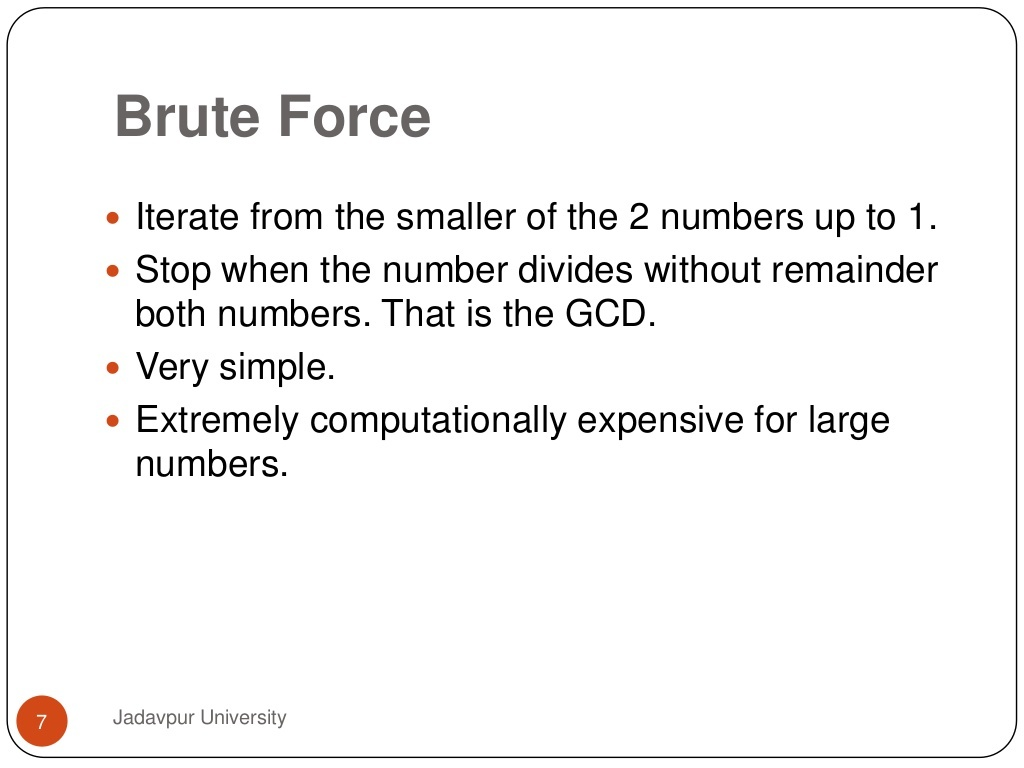 Brute Force
• Iterate from the smaller of the 2 numbers up to 1.
• Stop when the number divides without remainder
both numbers. That is the GCD.
• Very simple.
• Extremely computationally expensive for large
numbers.
7
Jadavpur University